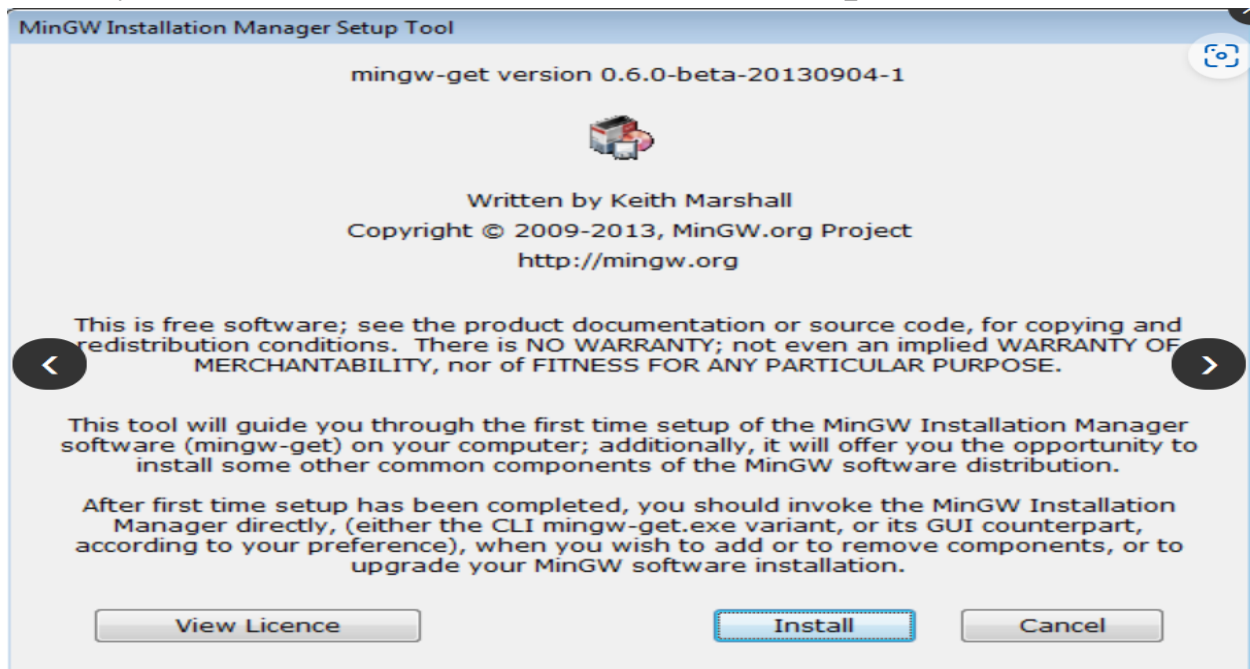 MinGW Installation Manager Setup Tool
mingw-get version 0.6.0-beta-20130904-1
Written by Keith Marshall
Copyright © 2009-2013, MinGW.org Project
http://mingw.org
This is free software; see the product documentation or source code, for copying and
redistribution conditions.  There is NO WARRANTY; not even an implied WARRANTY OF
MERCHANTABILITY, nor of FITNESS FOR ANY PARTICULAR PURPOSE.
This tool will guide you through the first time setup of the MinGW Installation Manager
software (mingw-get) on your computer; additionally, it will offer you the opportunity to
install some other common components of the MinGW software distribution.
After first time setup has been completed, you should invoke the MinGW Installation
Manager directly, (either the CLI mingw-get.exe variant, or its GUI counterpart,
according to your preference), when you wish to add or to remove components, or to
upgrade your MinGW software installation.
View Licence
Install
Cancel